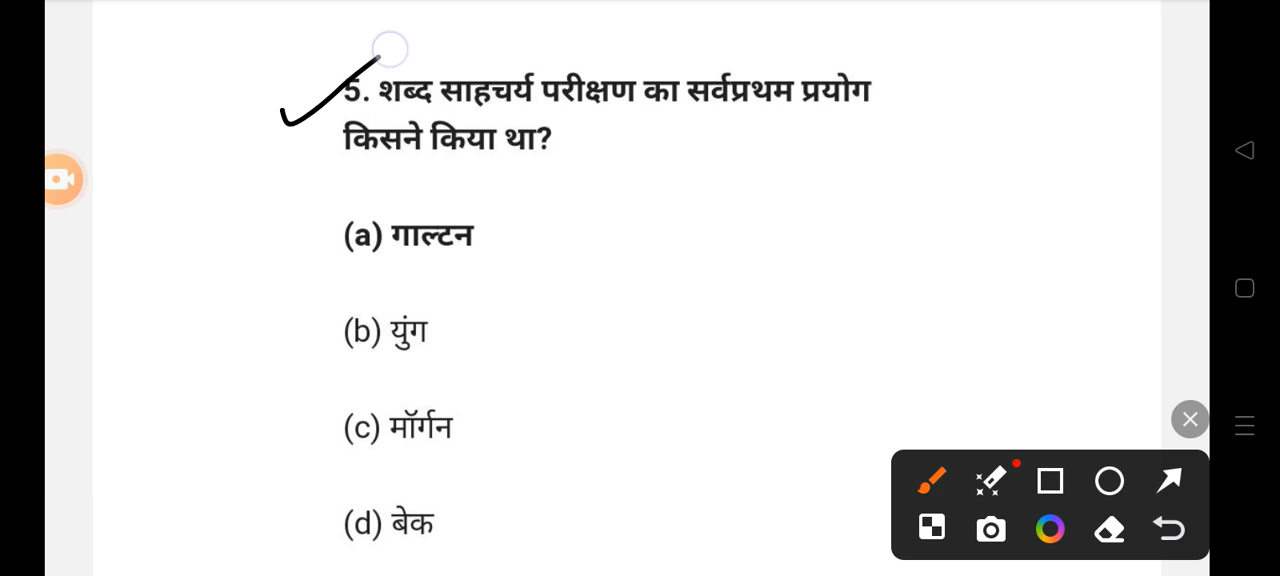 5. शब्द साहचर्य परीक्षण का सर्वप्रथम प्रयोग
किसने किया था?
(a) गाल्टन
(b) युंग
(c) मॉर्गन
(d) बेक